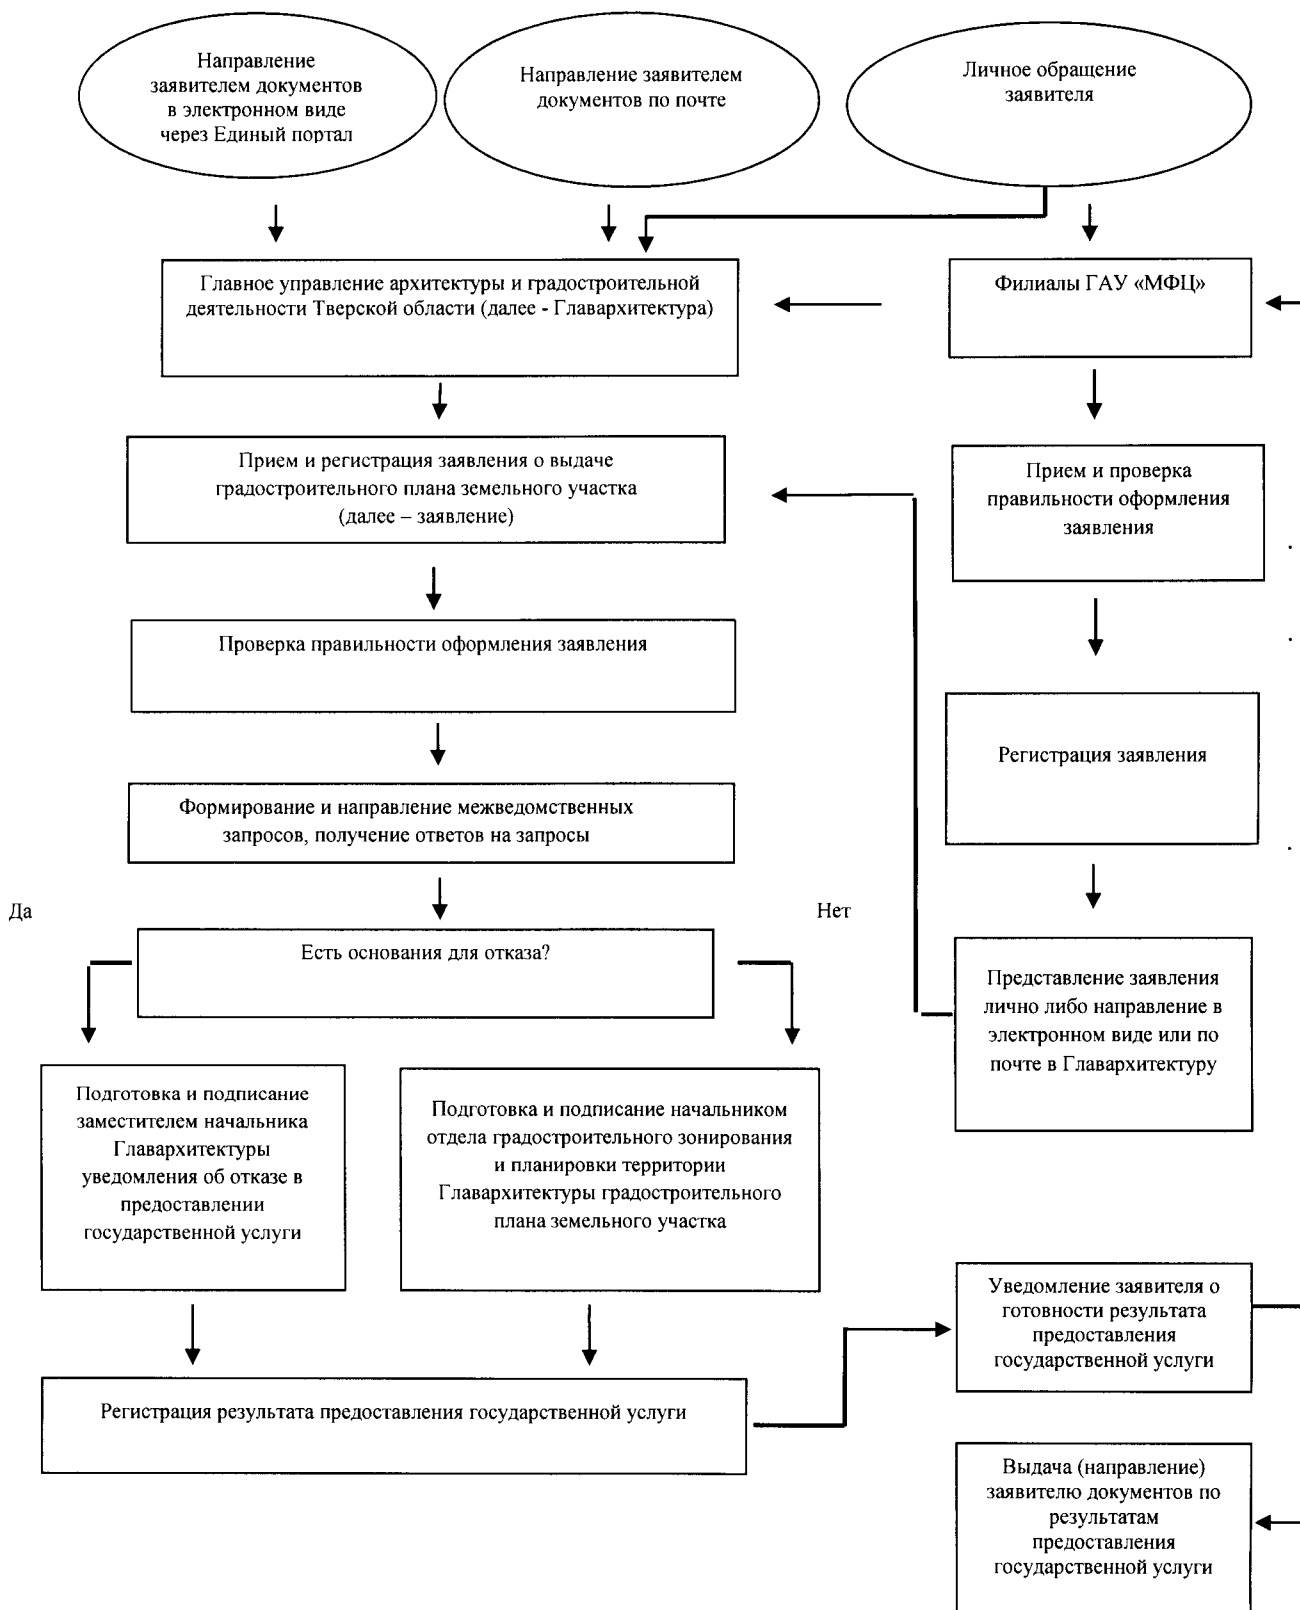 Направление
заявителем документов
в электронном виде
через Единый портал
Направление заявителем
документов по почте
Личное обращение
заявителя
Главное управление архитектуры и градостроительной
деятельности Тверской области (далее - Главархитектура)
Филиалы ГАУ «МФЦ»
Прием и регистрация заявления о выдаче
градостроительного плана земельного участка
(далее – заявление)
Прием и проверка
правильности оформления
заявления
Проверка правильности оформления заявления
Регистрация заявления
Формирование и направление межведомственных
запросов, получение ответов на запросы
Да
Нет
Есть основания для отказа?
Представление заявления
лично либо направление в
электронном виде или по
почте в Главархитектуру
Подготовка и подписание
заместителем начальника
Главархитектуры
уведомления об отказе в
предоставлении
государственной услуги
Подготовка и подписание начальником
отдела градостроительного зонирования
и планировки территории
Главархитектуры градостроительного
плана земельного участка
Уведомление заявителя о
готовности результата
предоставления
государственной услуги
Регистрация результата предоставления государственной услуги
Выдача (направление)
заявителю документов по
результатам
предоставления
государственной услуги